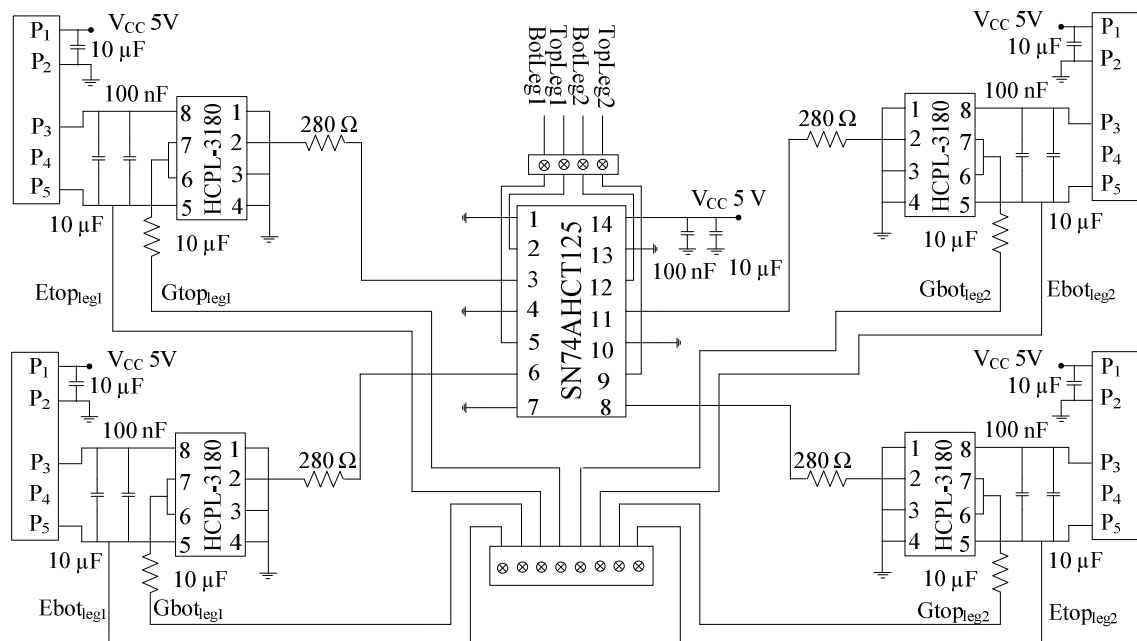 P1
VCC 5V
10 µF
P2
100 nF
P3
P4
P5
10 µF
8
7
6
5
HCPL-3180
1
2
3
4
280 Ω
10 µF
Etopleg1
Gtopleg1
BotLeg1
TopLeg1
BotLeg2
TopLeg2
1
2
3
4
5
6
7
SN74AHCT125
14
13
12
11
10
9
8
VCC 5 V
100 nF
10 µF
VCC 5V
10 µF
P1
P2
100 nF
P3
P4
P5
10 µF
280 Ω
1
2
3
4
HCPL-3180
8
7
6
5
10 µF
Gbotleg2
Ebotleg2
P1
VCC 5V
10 µF
P2
100 nF
P3
P4
P5
10 µF
8
7
6
5
HCPL-3180
1
2
3
4
280 Ω
10 µF
Ebotleg1
Gbotleg1
VCC 5V
10 µF
P1
P2
100 nF
P3
P4
P5
10 µF
280 Ω
1
2
3
4
HCPL-3180
8
7
6
5
10 µF
Gtopleg2
Etopleg2